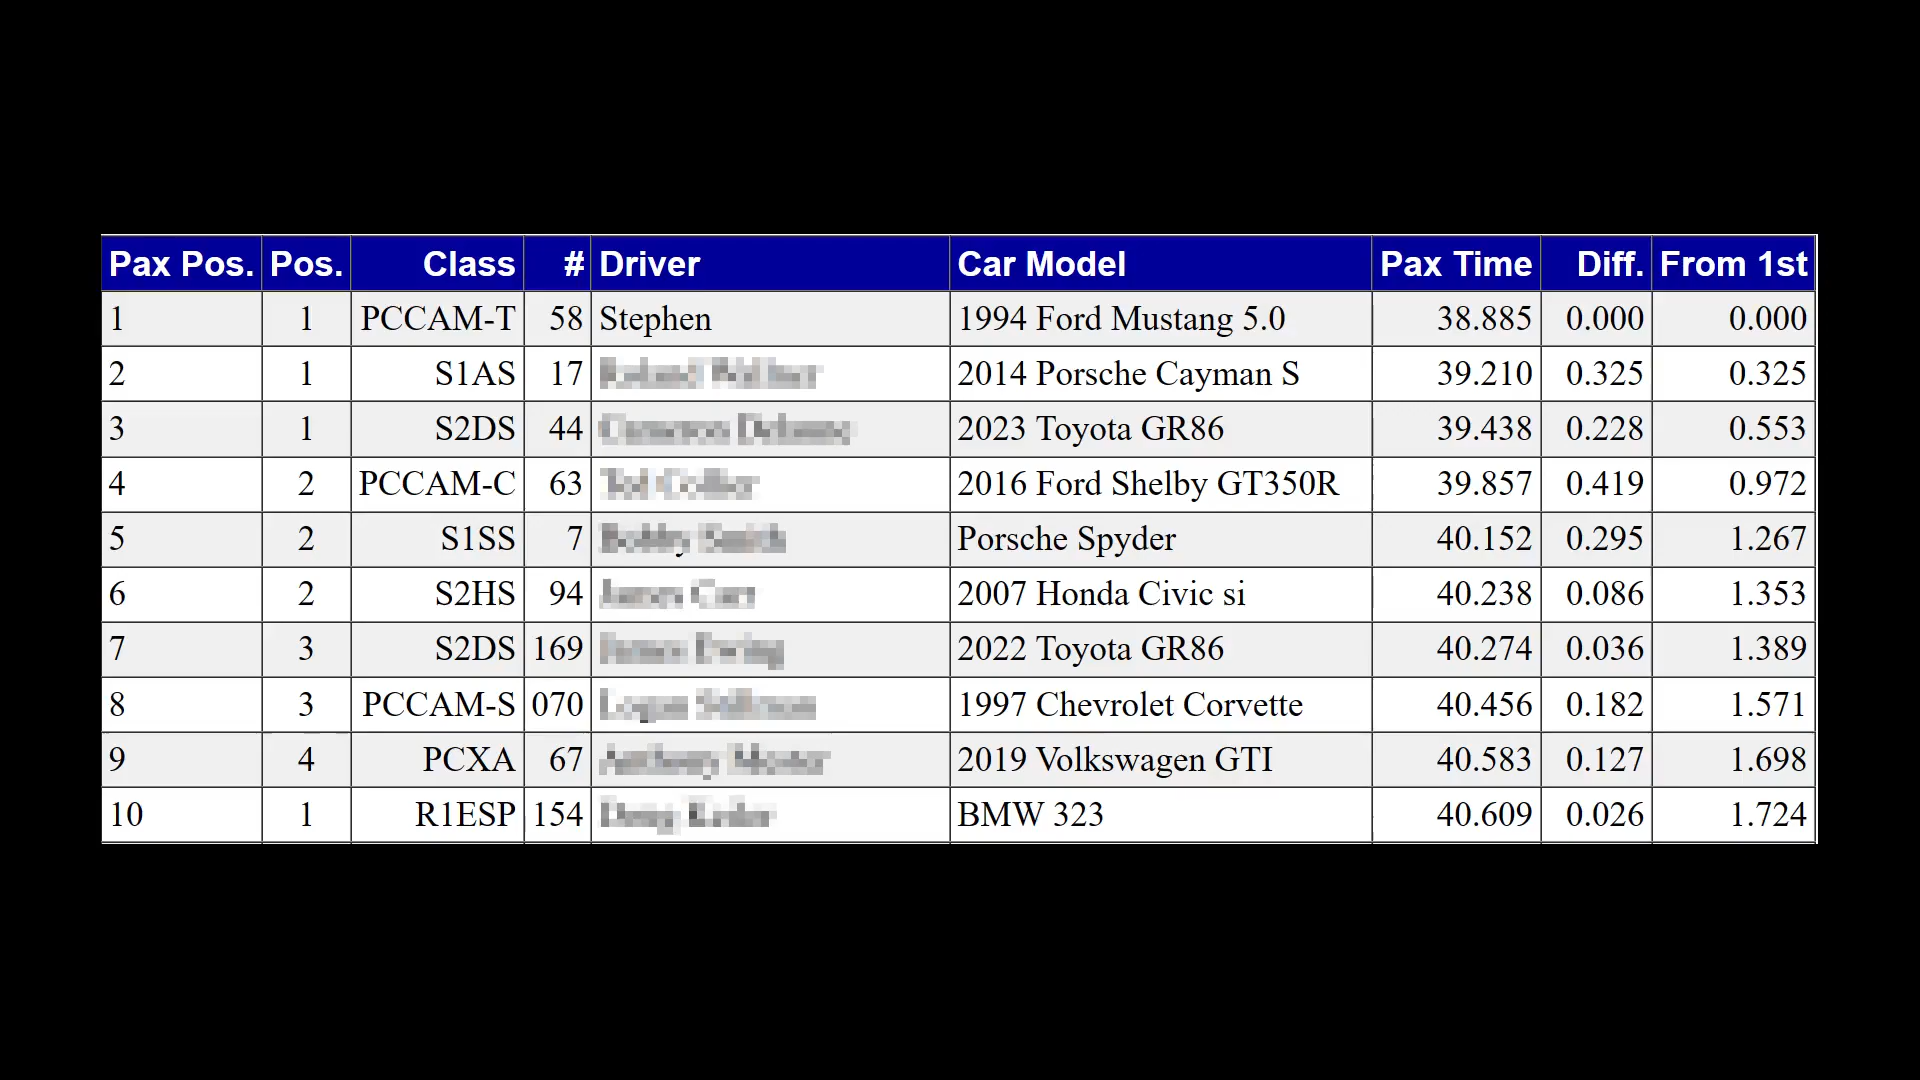 Pax Pos. Pos. Class # Driver Car Model Pax Time Diff. From 1st
1 1 PCCAM-T 58 Stephen 1994 Ford Mustang 5.0 38.885 0.000 0.000
2 1 S1AS 17 2014 Porsche Cayman S 39.210 0.325 0.325
3 1 S2DS 44 2023 Toyota GR86 39.438 0.228 0.553
4 2 PCCAM-C 63 2016 Ford Shelby GT350R 39.857 0.419 0.972
5 2 S1SS 7 Porsche Spyder 40.152 0.295 1.267
6 2 S2HS 94 2007 Honda Civic si 40.238 0.086 1.353
7 3 S2DS 169 2022 Toyota GR86 40.274 0.036 1.389
8 3 PCCAM-S 070 1997 Chevrolet Corvette 40.456 0.182 1.571
9 4 PCXA 67 2019 Volkswagen GTI 40.583 0.127 1.698
10 1 R1ESP 154 BMW 323 40.609 0.026 1.724